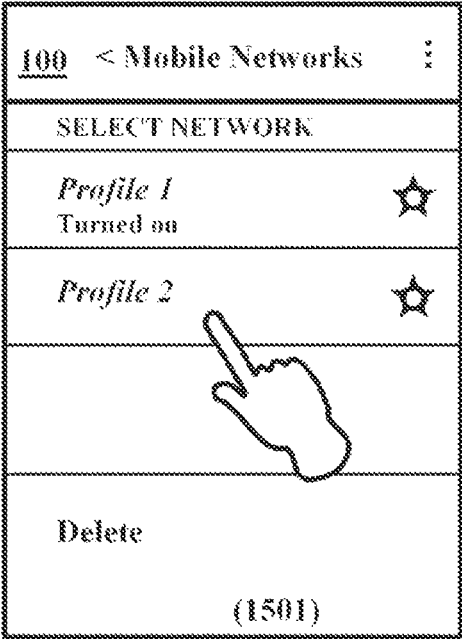 100 < Mobile Networks
SELECT NETWORK
Profile 1
Turned on
Profile 2
Delete
(1501)